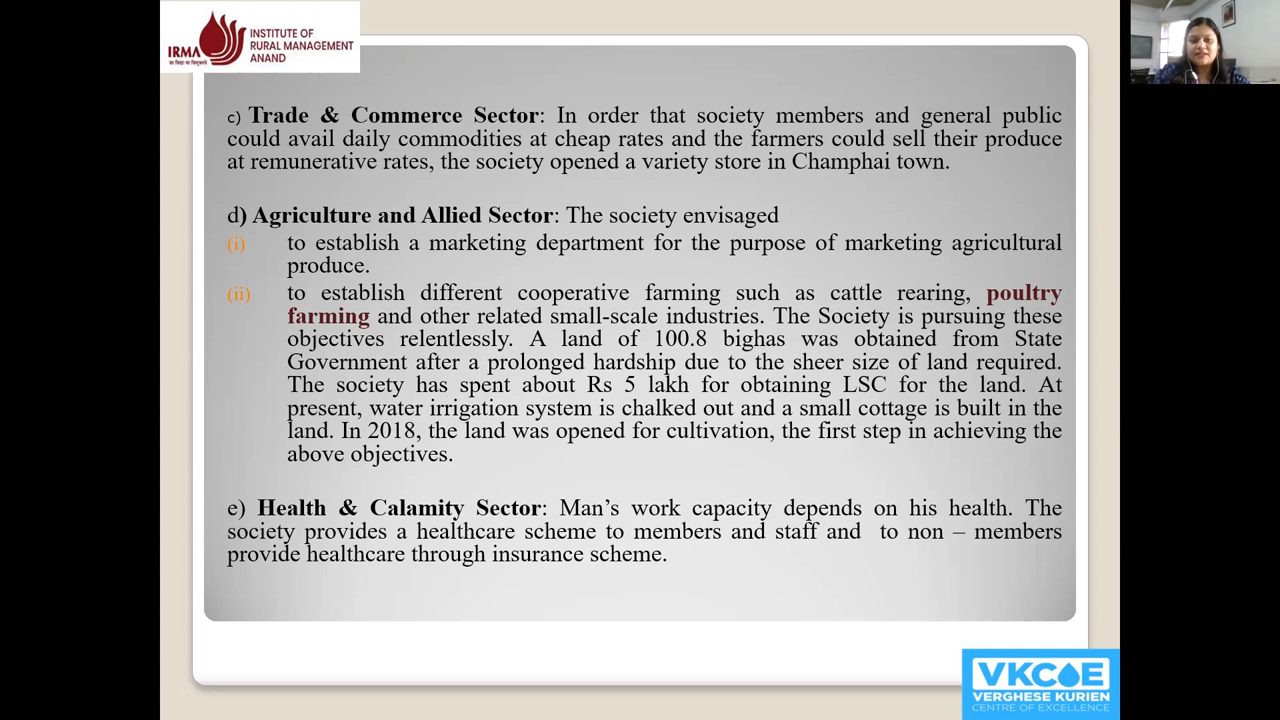 IRMA
INSTITUTE OF
RURAL MANAGEMENT
ANAND
c) Trade & Commerce Sector: In order that society members and general public
could avail daily commodities at cheap rates and the farmers could sell their produce
at remunerative rates, the society opened a variety store in Champhai town.
d) Agriculture and Allied Sector: The society envisaged
(i) to establish a marketing department for the purpose of marketing agricultural
produce.
(ii) to establish different cooperative farming such as cattle rearing, poultry
farming and other related small-scale industries. The Society is pursuing these
objectives relentlessly. A land of 100.8 bighas was obtained from State
Government after a prolonged hardship due to the sheer size of land required.
The society has spent about Rs 5 lakh for obtaining LSC for the land. At
present, water irrigation system is chalked out and a small cottage is built in the
land. In 2018, the land was opened for cultivation, the first step in achieving the
above objectives.
e) Health & Calamity Sector: Man’s work capacity depends on his health. The
society provides a healthcare scheme to members and staff and to non – members
provide healthcare through insurance scheme.
VKCOE
VERGHESE KURIEN
CENTRE OF EXCELLENCE